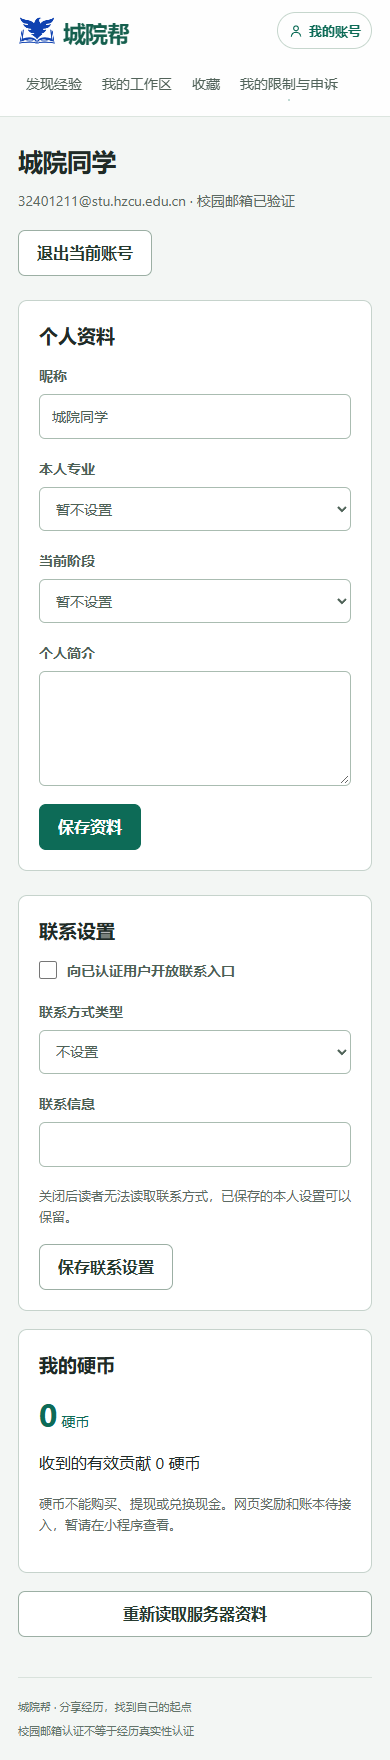 城院帮
我的账号
发现经验 我的工作区 收藏 我的限制与申诉
城院同学
32401211@stu.hzcu.edu.cn · 校园邮箱已验证
退出当前账号
个人资料
昵称
城院同学
本人专业
暂不设置
当前阶段
暂不设置
个人简介
保存资料
联系设置
向已认证用户开放联系入口
联系方式类型
不设置
联系信息
关闭后读者无法读取联系方式，已保存的本人设置可以
保留。
保存联系设置
我的硬币
0 硬币
收到的有效贡献 0 硬币
硬币不能购买、提现或兑换现金。网页奖励和账本待接
入，暂请在小程序查看。
重新读取服务器资料
城院帮 · 分享经历，找到自己的起点
校园邮箱认证不等于经历真实性认证